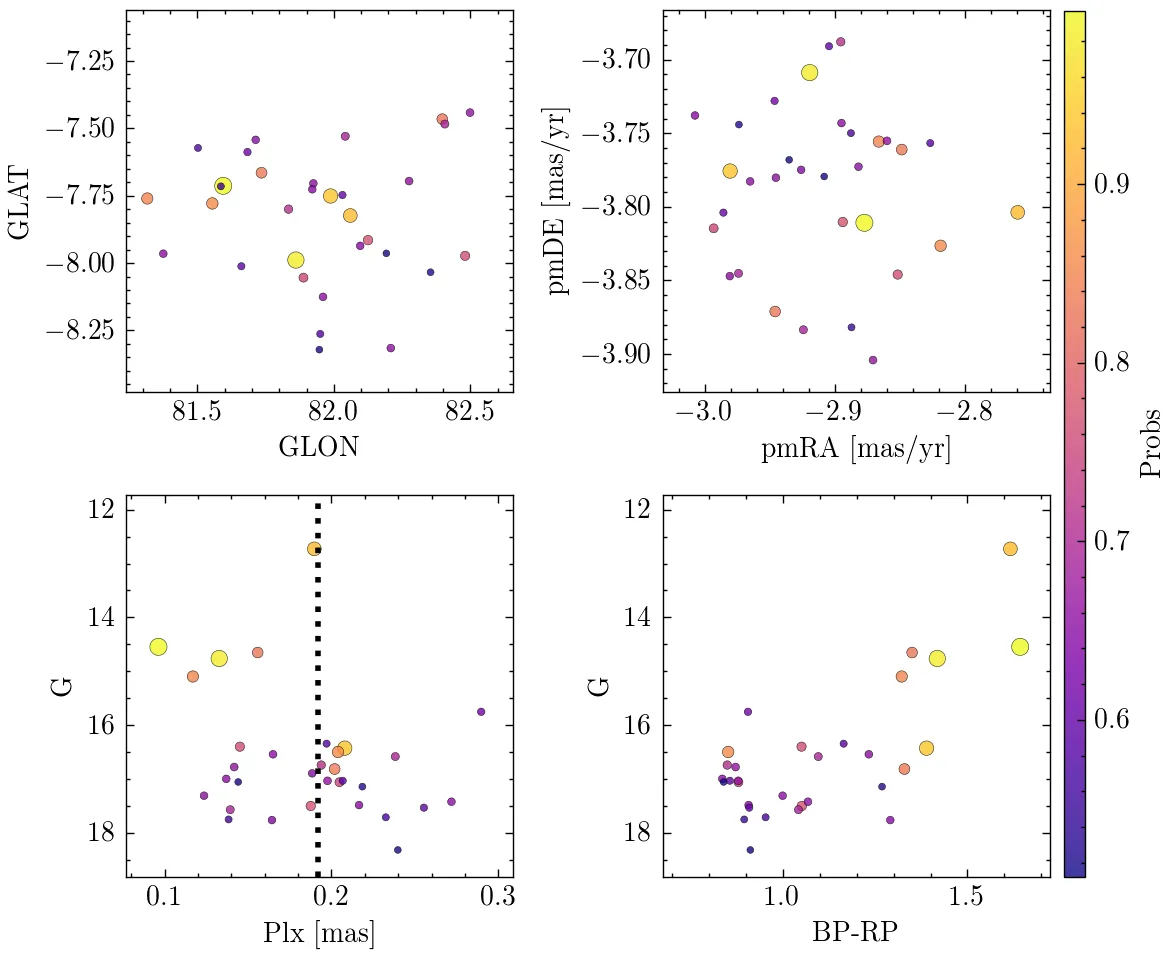 GLAT
−7.25
−7.50
−7.75
−8.00
−8.25
81.5 82.0 82.5
GLON
pmDE [mas/yr]
−3.70
−3.75
−3.80
−3.85
−3.90
−3.0 −2.9 −2.8
pmRA [mas/yr]
0.9
0.8
0.7
0.6
Probs
G
12
14
16
18
0.1 0.2 0.3
Plx [mas]
G
12
14
16
18
1.0 1.5
BP-RP